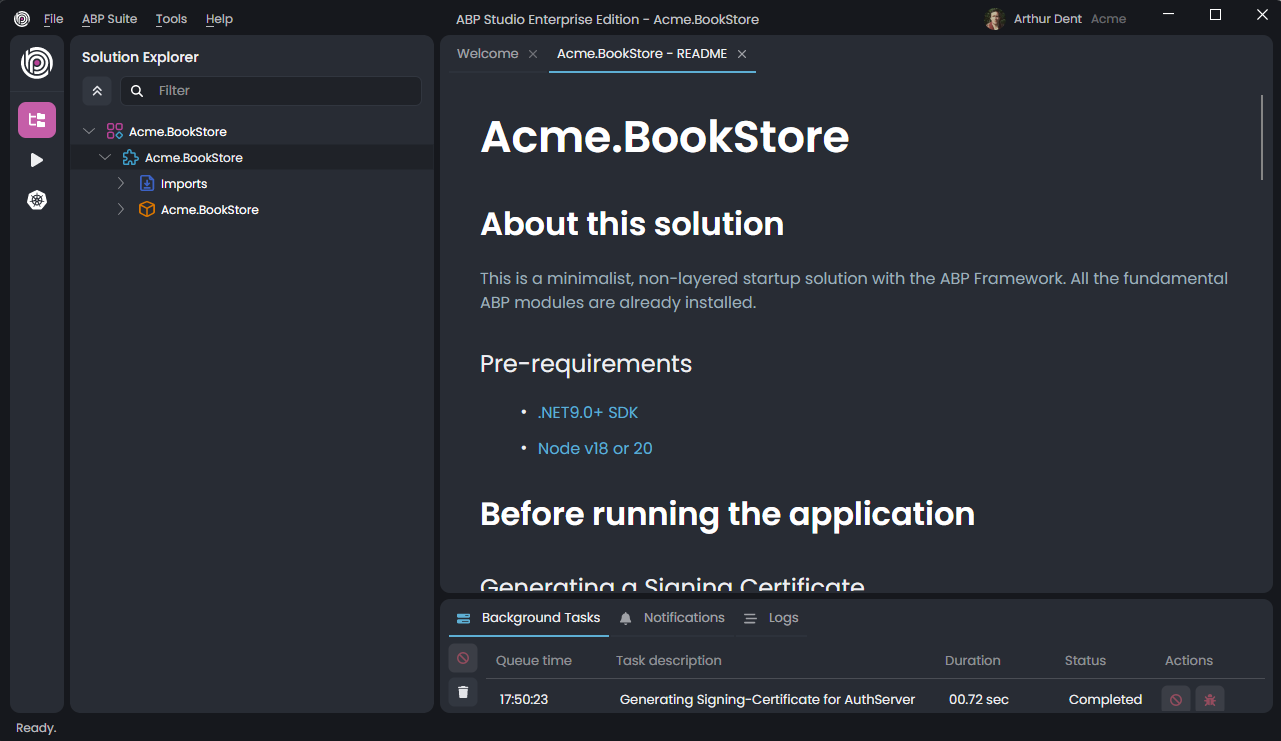 File ABP Suite Tools Help
ABP Studio Enterprise Edition - Acme.BookStore
Arthur Dent Acme
Solution Explorer
Filter
Acme.BookStore
Acme.BookStore
Imports
Acme.BookStore
Welcome
Acme.BookStore - README
Acme.BookStore
About this solution
This is a minimalist, non-layered startup solution with the ABP Framework. All the fundamental
ABP modules are already installed.
Pre-requirements
• .NET9.0+ SDK
• Node v18 or 20
Before running the application
Generating a Signing Certificate
Background Tasks Notifications Logs
Queue time Task description Duration Status Actions
17:50:23 Generating Signing-Certificate for AuthServer 00.72 sec Completed
Ready.